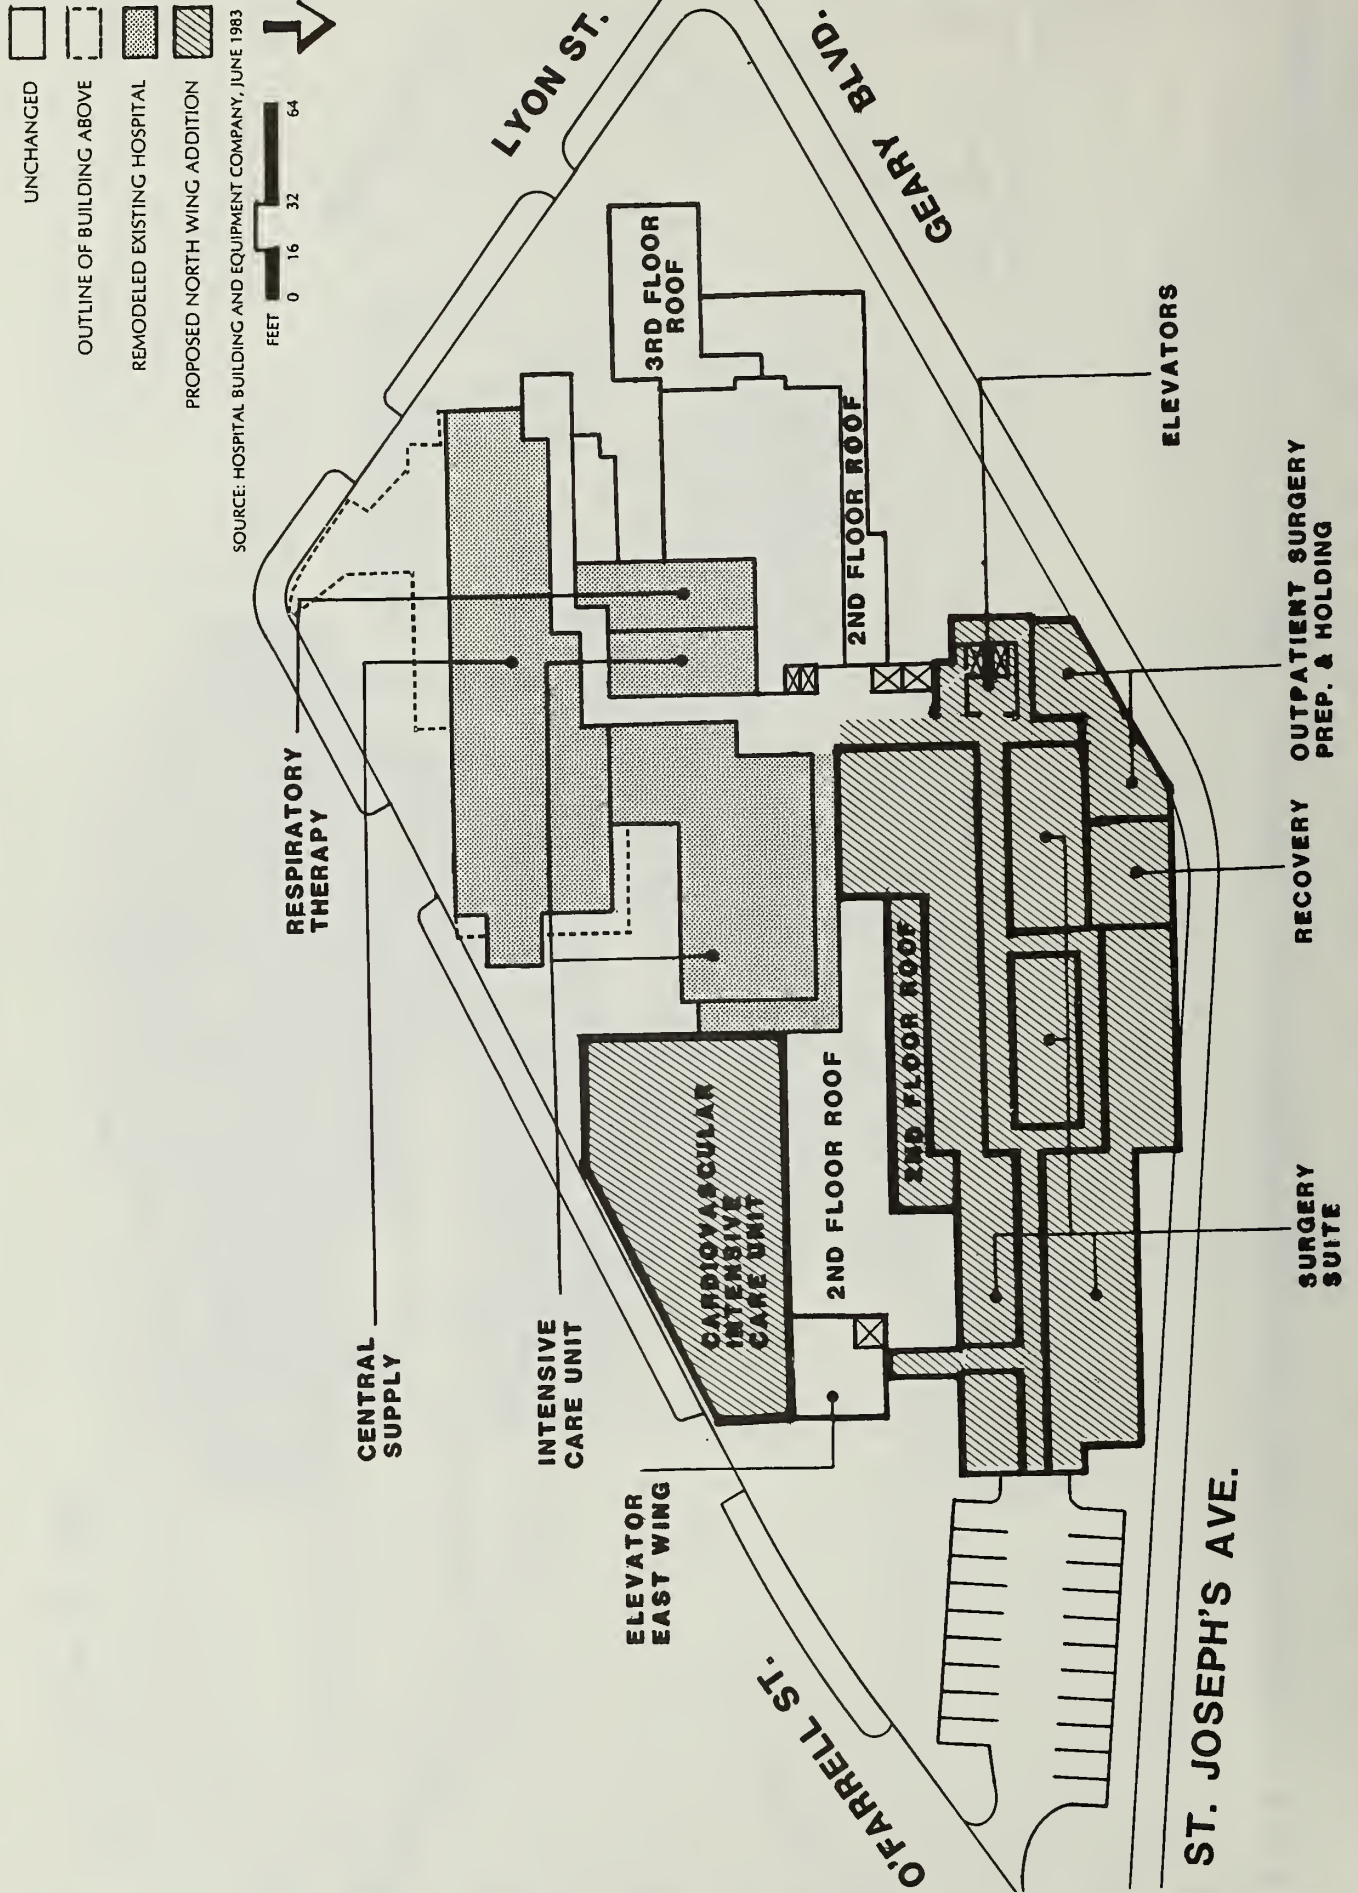 UNCHANGED
OUTLINE OF BUILDING ABOVE
REMODELED EXISTING HOSPITAL
PROPOSED NORTH WING ADDITION
SOURCE: HOSPITAL BUILDING AND EQUIPMENT COMPANY, JUNE 1983
FEET
0 16 32 64
LYON ST.
GEARY BLVD.
3RD FLOOR
ROOF
2ND FLOOR ROOF
ELEVATORS
OUTPATIENT SURGERY
PREP. & HOLDING
RECOVERY
SURGERY
SUITE
RESPIRATORY
THERAPY
CENTRAL
SUPPLY
INTENSIVE
CARE UNIT
ELEVATOR
EAST WING
CARDIOVASCULAR
INTENSIVE
CARE UNIT
2ND FLOOR ROOF
2ND FLOOR ROOF
O'FARRELL ST.
ST. JOSEPH'S AVE.